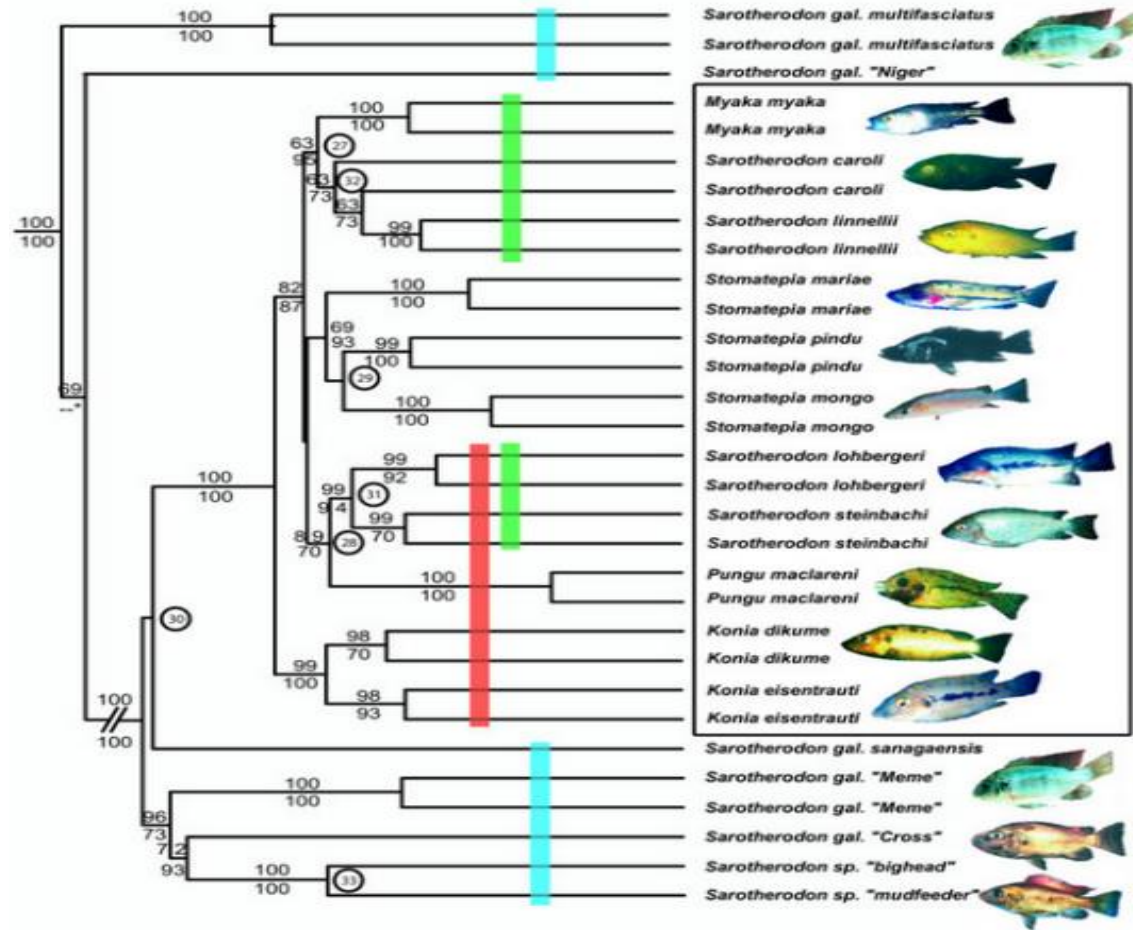 100
100
Sarotherodon gal. multifasciatus
Sarotherodon gal. multifasciatus
Sarotherodon gal. "Niger"
Myaka myaka
100
100
Myaka myaka
63
95
27
Sarotherodon caroli
63
73
32
Sarotherodon caroli
63
73
99
100
Sarotherodon linnellii
Sarotherodon linnellii
100
100
82
87
100
100
Stomatepia mariae
Stomatepia mariae
69
93
99
100
Stomatepia pindu
Stomatepia pindu
29
100
100
Stomatepia mongo
Stomatepia mongo
69
--*
99
92
Sarotherodon lohbergeri
Sarotherodon lohbergeri
100
100
99
94
31
99
70
Sarotherodon steinbachi
Sarotherodon steinbachi
89
70
28
100
100
Pungu maclareni
Pungu maclareni
30
98
70
Konia dikume
Konia dikume
99
100
98
93
Konia eisentrauti
Konia eisentrauti
100
100
Sarotherodon gal. sanagaensis
100
100
Sarotherodon gal. "Meme"
Sarotherodon gal. "Meme"
96
73
72
93
Sarotherodon gal. "Cross"
100
100
33
Sarotherodon sp. "bighead"
Sarotherodon sp. "mudfeeder"